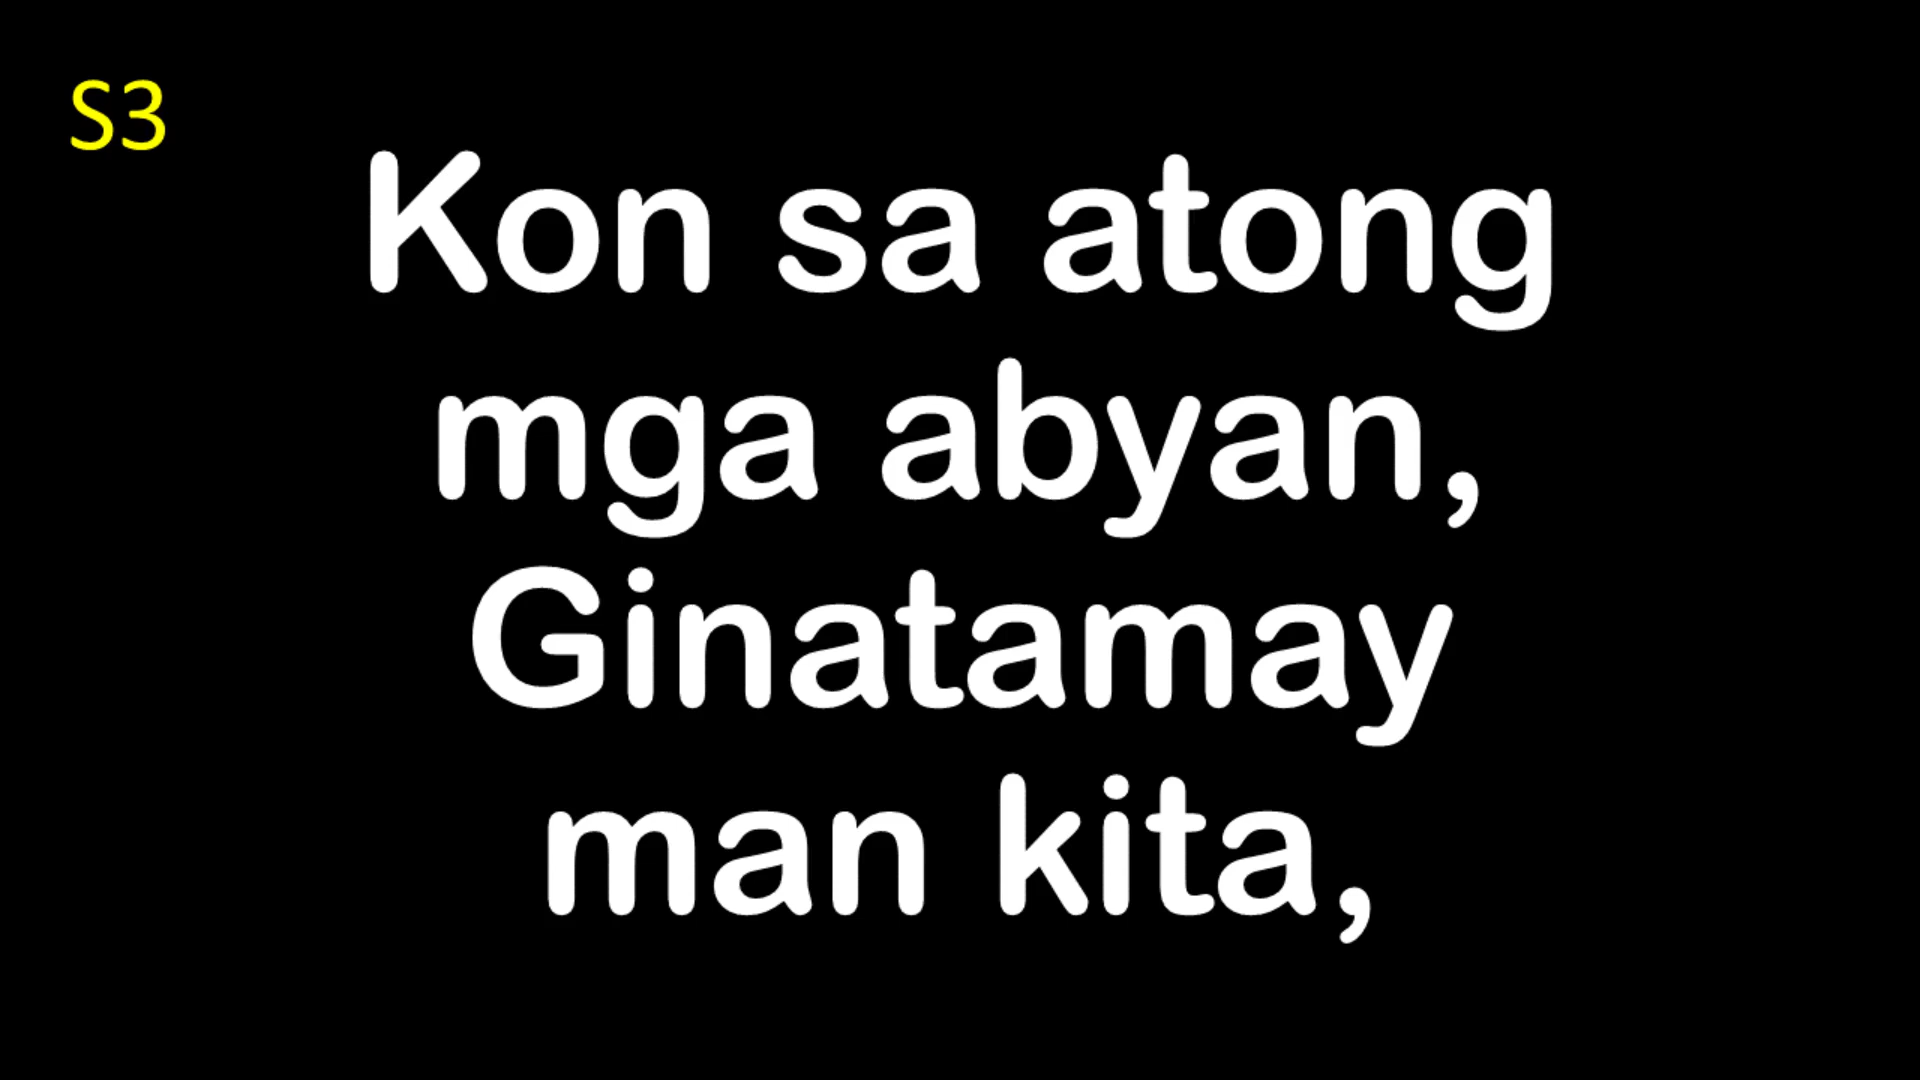 S3
Kon sa atong
mga abyan,
Ginatamay
man kita,